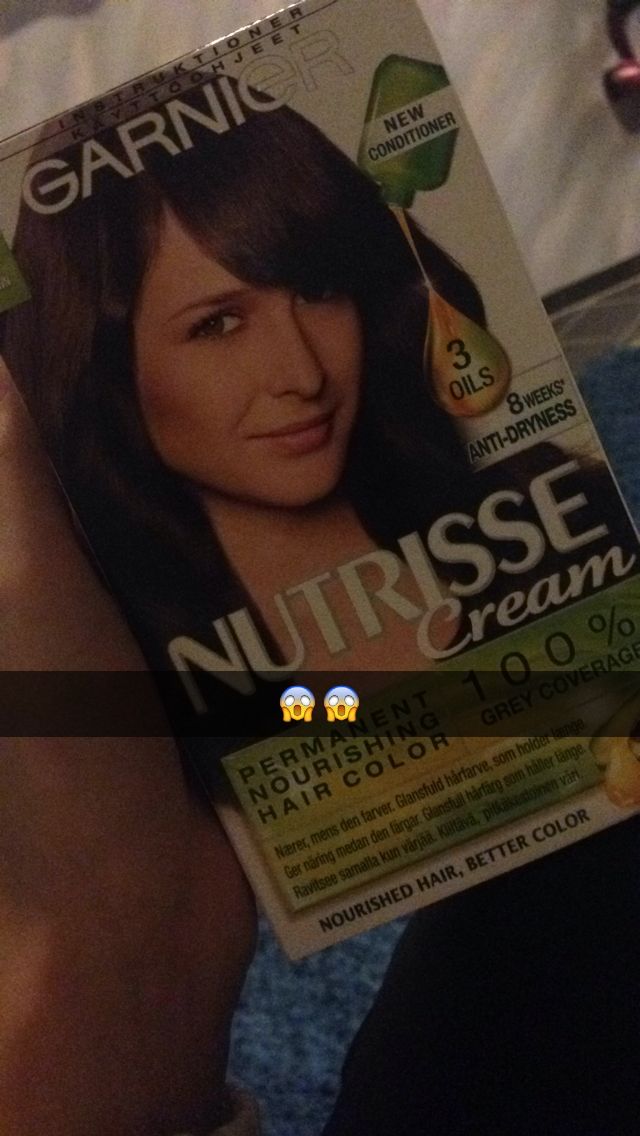 INSTRUKTIONER
KÄYTTÖOHJEET
GARNIER
NEW
CONDITIONER
3
OILS
8 WEEKS'
ANTI-DRYNESS
NUTRISSE
Cream
100%
GREY COVERAGE
😱😱
PERMANENT
NOURISHING
HAIR COLOR
Nærer, mens den farver. Glansfuld hårfarve, som holder længe.
Ger näring medan den färgar. Glansfull hårfärg som håller länge.
Ravitsee samalla kun värjää. Kiiltävä, pitkäkestoinen väri.
NOURISHED HAIR, BETTER COLOR